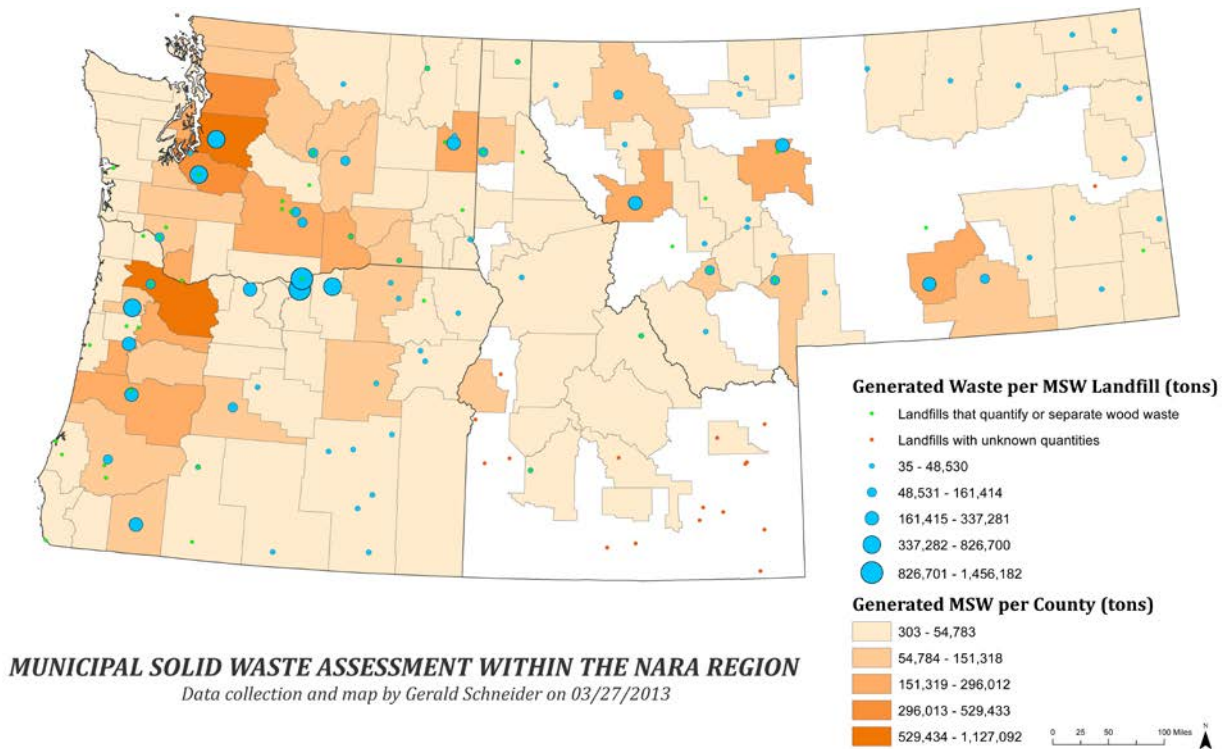 Generated Waste per MSW Landfill (tons)
Landfills that quantify or separate wood waste
Landfills with unknown quantities
35 - 48,530
48,531 - 161,414
161,415 - 337,281
337,282 - 826,700
826,701 - 1,456,182
Generated MSW per County (tons)
303 - 54,783
54,784 - 151,318
151,319 - 296,012
296,013 - 529,433
529,434 - 1,127,092
MUNICIPAL SOLID WASTE ASSESSMENT WITHIN THE NARA REGION
Data collection and map by Gerald Schneider on 03/27/2013
0 25 50 100 Miles
N